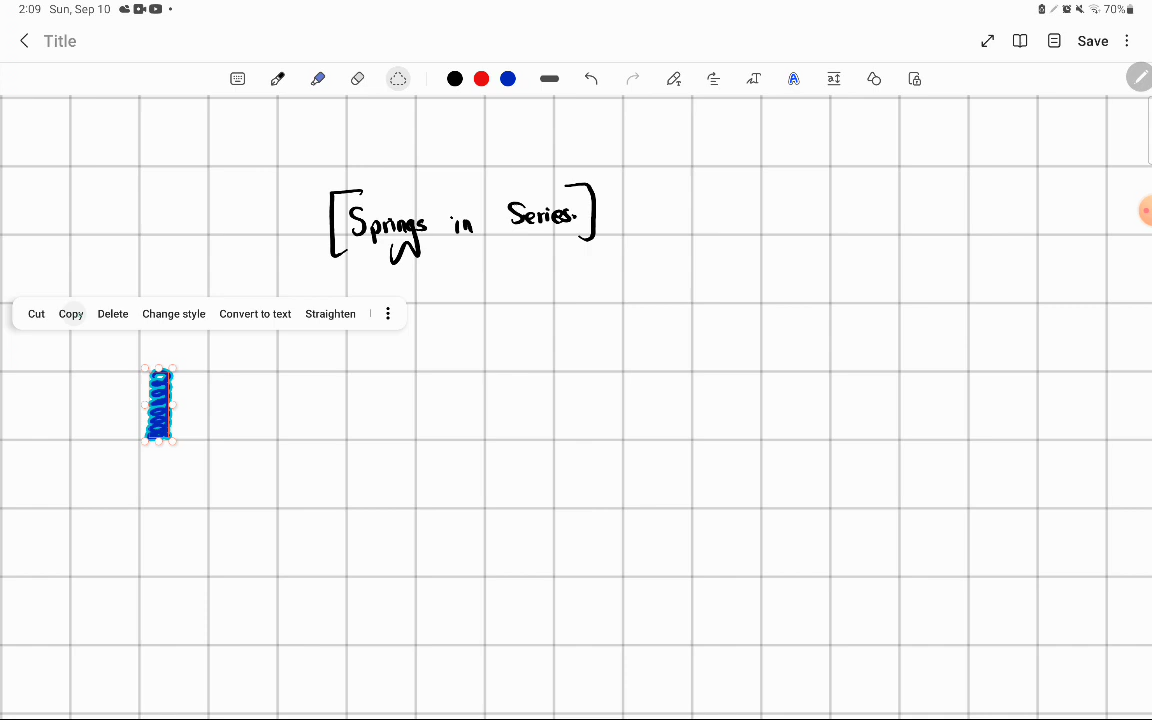 2:09 Sun, Sep 10 70%
Title Save
[Springs in Series.]
Cut Copy Delete Change style Convert to text Straighten